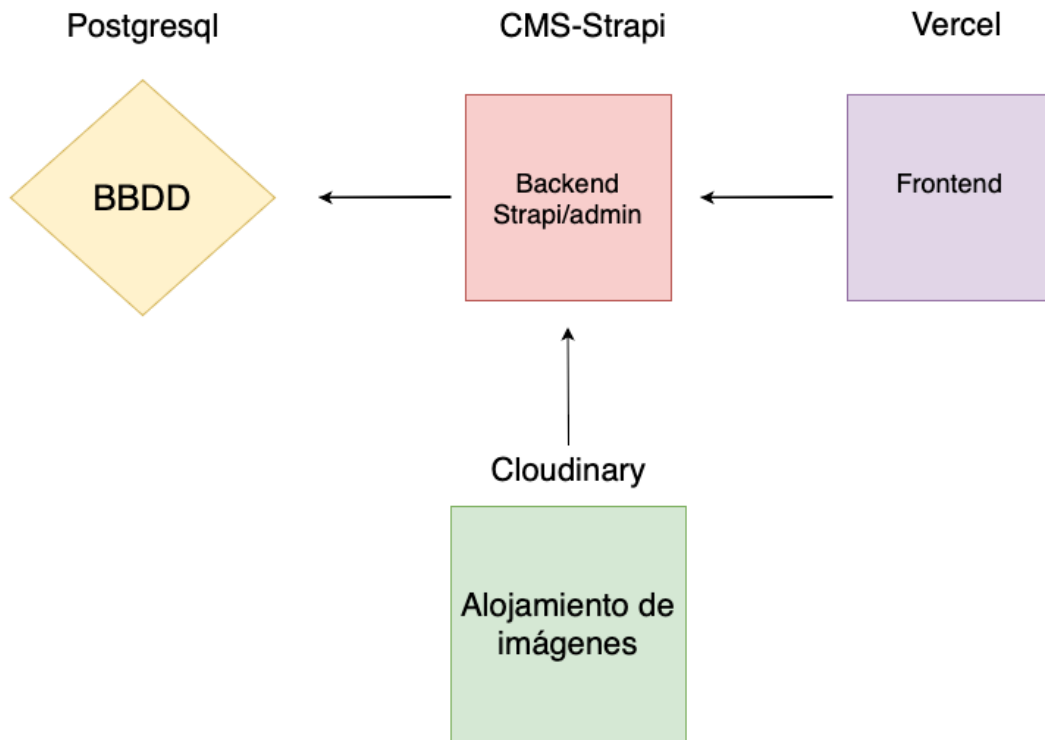 Postgresql
CMS-Strapi
Vercel
BBDD
Backend
Strapi/admin
Frontend
Cloudinary
Alojamiento de
imágenes